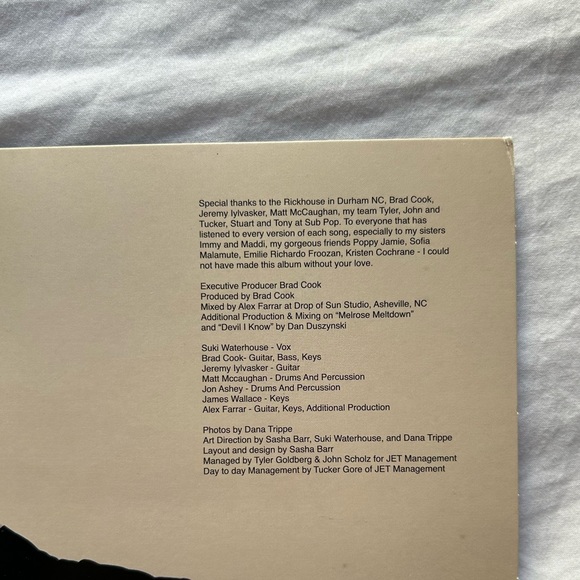 Special thanks to the Rickhouse in Durham NC, Brad Cook,
Jeremy Iylvasker, Matt McCaughan, my team Tyler, John and
Tucker, Stuart and Tony at Sub Pop. To everyone that has
listened to every version of each song, especially to my sisters
Immy and Maddi, my gorgeous friends Poppy Jamie, Sofia
Malamute, Emilie Richardo Froozan, Kristen Cochrane - I could
not have made this album without your love.
Executive Producer Brad Cook
Produced by Brad Cook
Mixed by Alex Farrar at Drop of Sun Studio, Asheville, NC
Additional Production & Mixing on “Melrose Meltdown”
and “Devil I Know” by Dan Duszynski
Suki Waterhouse - Vox
Brad Cook- Guitar, Bass, Keys
Jeremy Iylvasker - Guitar
Matt Mccaughan - Drums And Percussion
Jon Ashey - Drums And Percussion
James Wallace - Keys
Alex Farrar - Guitar, Keys, Additional Production
Photos by Dana Trippe
Art Direction by Sasha Barr, Suki Waterhouse, and Dana Trippe
Layout and design by Sasha Barr
Managed by Tyler Goldberg & John Scholz for JET Management
Day to day Management by Tucker Gore of JET Management